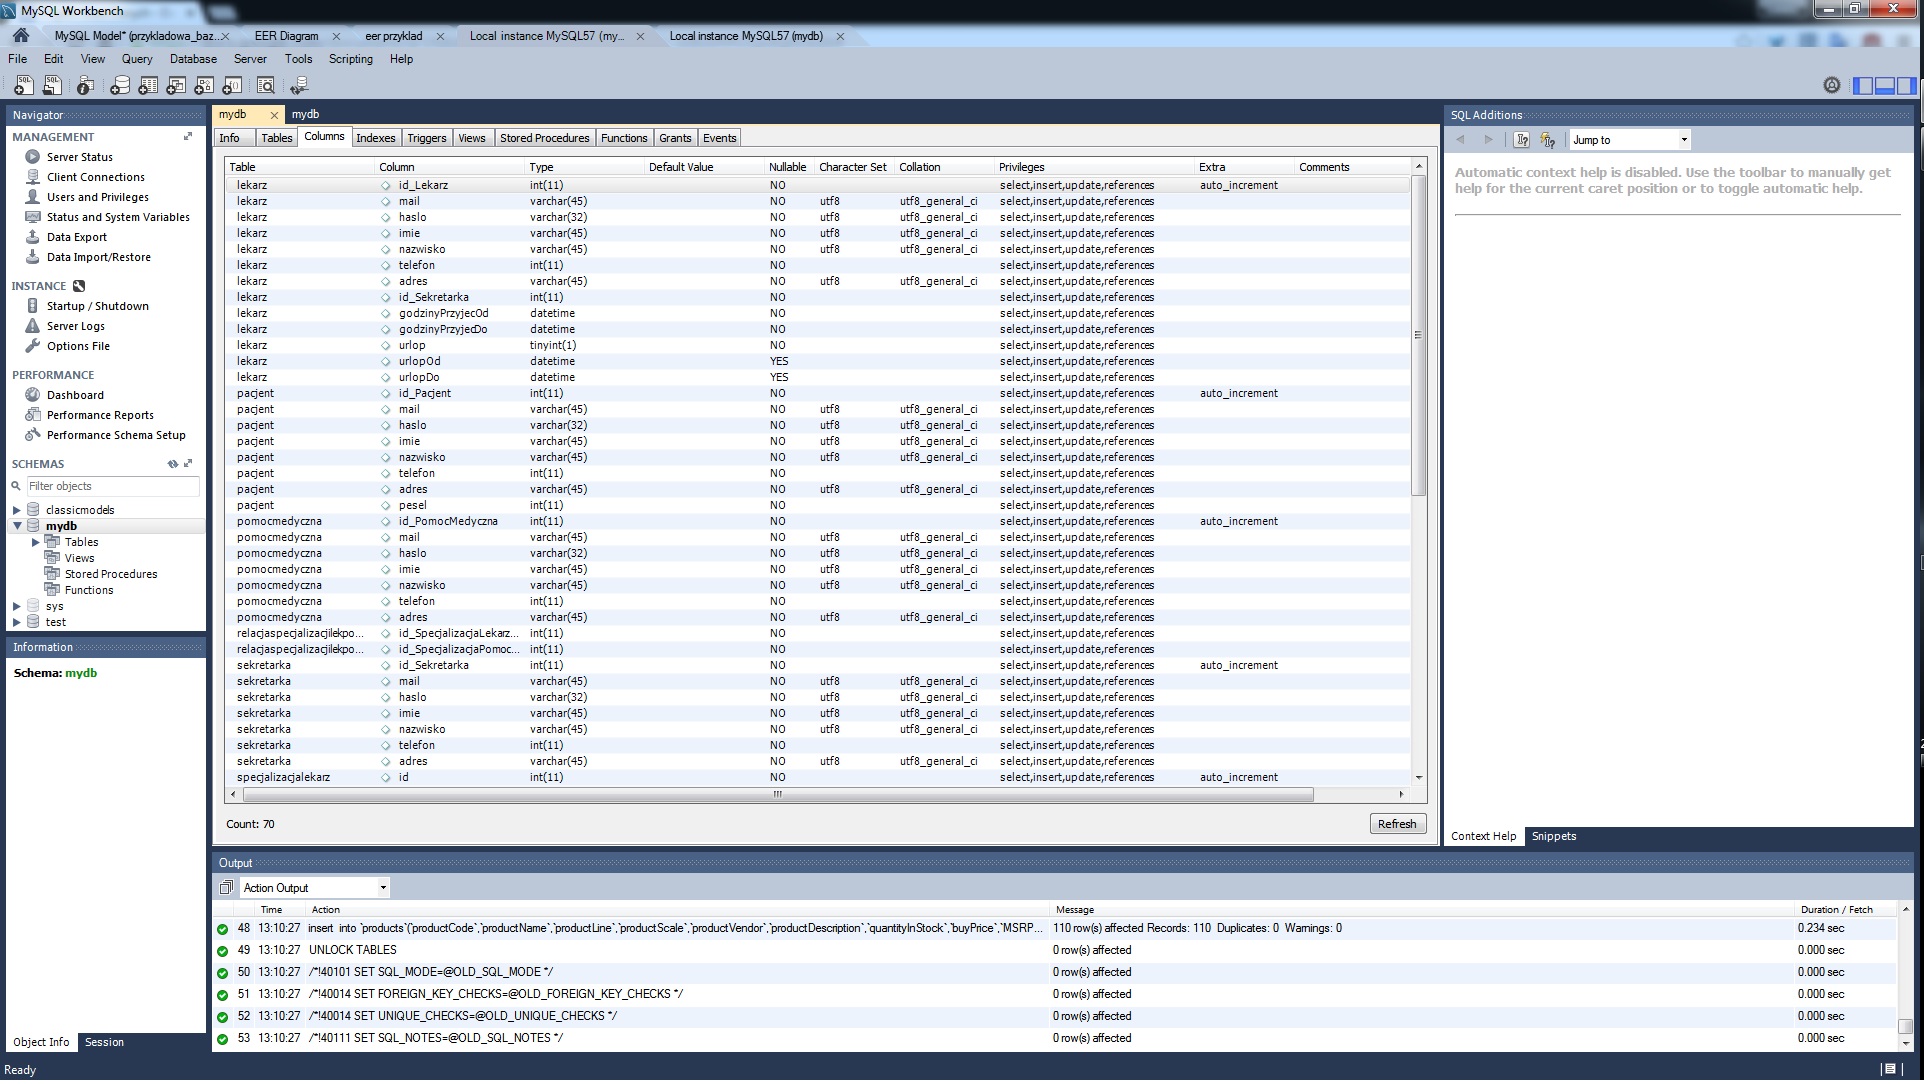 MySQL Workbench
MySQL Model* (przykladowa_baz... EER Diagram eer przyklad Local instance MySQL57 (my... Local instance MySQL57 (mydb)
File Edit View Query Database Server Tools Scripting Help
Navigator
MANAGEMENT
Server Status
Client Connections
Users and Privileges
Status and System Variables
Data Export
Data Import/Restore
INSTANCE
Startup / Shutdown
Server Logs
Options File
PERFORMANCE
Dashboard
Performance Reports
Performance Schema Setup
SCHEMAS
Filter objects
classicmodels
mydb
Tables
Views
Stored Procedures
Functions
sys
test
Information
Schema: mydb
Object Info Session
mydb mydb
Info Tables Columns Indexes Triggers Views Stored Procedures Functions Grants Events
Table Column Type Default Value Nullable Character Set Collation Privileges Extra Comments
lekarz id_Lekarz int(11) NO select,insert,update,references auto_increment
lekarz mail varchar(45) NO utf8 utf8_general_ci select,insert,update,references
lekarz haslo varchar(32) NO utf8 utf8_general_ci select,insert,update,references
lekarz imie varchar(45) NO utf8 utf8_general_ci select,insert,update,references
lekarz nazwisko varchar(45) NO utf8 utf8_general_ci select,insert,update,references
lekarz telefon int(11) NO select,insert,update,references
lekarz adres varchar(45) NO utf8 utf8_general_ci select,insert,update,references
lekarz id_Sekretarka int(11) NO select,insert,update,references
lekarz godzinyPrzyjecOd datetime NO select,insert,update,references
lekarz godzinyPrzyjecDo datetime NO select,insert,update,references
lekarz urlop tinyint(1) NO select,insert,update,references
lekarz urlopOd datetime YES select,insert,update,references
lekarz urlopDo datetime YES select,insert,update,references
pacjent id_Pacjent int(11) NO select,insert,update,references auto_increment
pacjent mail varchar(45) NO utf8 utf8_general_ci select,insert,update,references
pacjent haslo varchar(32) NO utf8 utf8_general_ci select,insert,update,references
pacjent imie varchar(45) NO utf8 utf8_general_ci select,insert,update,references
pacjent nazwisko varchar(45) NO utf8 utf8_general_ci select,insert,update,references
pacjent telefon int(11) NO select,insert,update,references
pacjent adres varchar(45) NO utf8 utf8_general_ci select,insert,update,references
pacjent pesel int(11) NO select,insert,update,references
pomocmedyczna id_PomocMedyczna int(11) NO select,insert,update,references auto_increment
pomocmedyczna mail varchar(45) NO utf8 utf8_general_ci select,insert,update,references
pomocmedyczna haslo varchar(32) NO utf8 utf8_general_ci select,insert,update,references
pomocmedyczna imie varchar(45) NO utf8 utf8_general_ci select,insert,update,references
pomocmedyczna nazwisko varchar(45) NO utf8 utf8_general_ci select,insert,update,references
pomocmedyczna telefon int(11) NO select,insert,update,references
pomocmedyczna adres varchar(45) NO utf8 utf8_general_ci select,insert,update,references
relacjaspecjalizacjilekpo... id_SpecjalizacjaLekarz... int(11) NO select,insert,update,references
relacjaspecjalizacjilekpo... id_SpecjalizacjaPomoc... int(11) NO select,insert,update,references
sekretarka id_Sekretarka int(11) NO select,insert,update,references auto_increment
sekretarka mail varchar(45) NO utf8 utf8_general_ci select,insert,update,references
sekretarka haslo varchar(32) NO utf8 utf8_general_ci select,insert,update,references
sekretarka imie varchar(45) NO utf8 utf8_general_ci select,insert,update,references
sekretarka nazwisko varchar(45) NO utf8 utf8_general_ci select,insert,update,references
sekretarka telefon int(11) NO select,insert,update,references
sekretarka adres varchar(45) NO utf8 utf8_general_ci select,insert,update,references
specjalizacjalekarz id int(11) NO select,insert,update,references auto_increment
Count: 70 Refresh
SQL Additions
Jump to
Automatic context help is disabled. Use the toolbar to manually get
help for the current caret position or to toggle automatic help.
Context Help Snippets
Output
Action Output
Time Action Message Duration / Fetch
48 13:10:27 insert into `products`(`productCode`,`productName`,`productLine`,`productScale`,`productVendor`,`productDescription`,`quantityInStock`,`buyPrice`,`MSRP... 110 row(s) affected Records: 110 Duplicates: 0 Warnings: 0 0.234 sec
49 13:10:27 UNLOCK TABLES 0 row(s) affected 0.000 sec
50 13:10:27 /*!40101 SET SQL_MODE=@OLD_SQL_MODE */ 0 row(s) affected 0.000 sec
51 13:10:27 /*!40014 SET FOREIGN_KEY_CHECKS=@OLD_FOREIGN_KEY_CHECKS */ 0 row(s) affected 0.000 sec
52 13:10:27 /*!40014 SET UNIQUE_CHECKS=@OLD_UNIQUE_CHECKS */ 0 row(s) affected 0.000 sec
53 13:10:27 /*!40111 SET SQL_NOTES=@OLD_SQL_NOTES */ 0 row(s) affected 0.000 sec
Ready